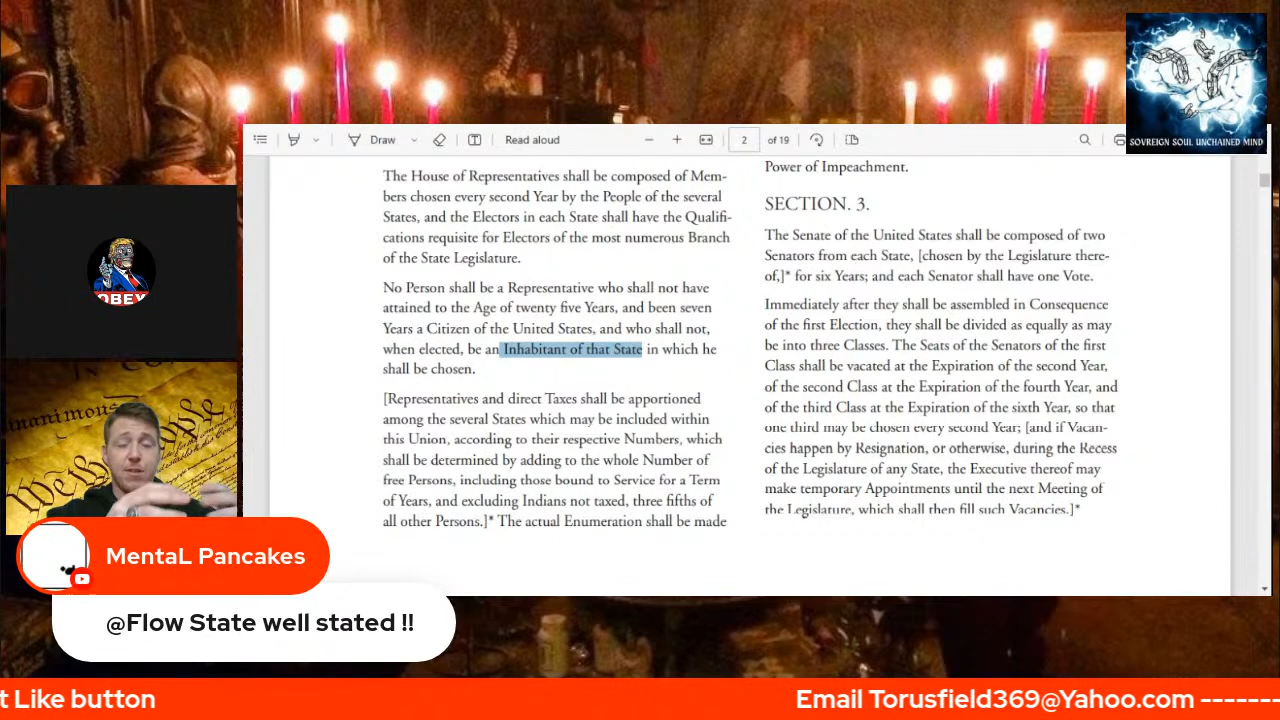 SOVREIGN SOUL UNCHAINED MIND
Draw
Read aloud
2
of 19
The House of Representatives shall be composed of Mem-
bers chosen every second Year by the People of the several
States, and the Electors in each State shall have the Qualifi-
cations requisite for Electors of the most numerous Branch
of the State Legislature.
No Person shall be a Representative who shall not have
attained to the Age of twenty five Years, and been seven
Years a Citizen of the United States, and who shall not,
when elected, be an Inhabitant of that State in which he
shall be chosen.
[Representatives and direct Taxes shall be apportioned
among the several States which may be included within
this Union, according to their respective Numbers, which
shall be determined by adding to the whole Number of
free Persons, including those bound to Service for a Term
of Years, and excluding Indians not taxed, three fifths of
all other Persons.]* The actual Enumeration shall be made
Power of Impeachment.
SECTION. 3.
The Senate of the United States shall be composed of two
Senators from each State, [chosen by the Legislature there-
of,]* for six Years; and each Senator shall have one Vote.
Immediately after they shall be assembled in Consequence
of the first Election, they shall be divided as equally as may
be into three Classes. The Seats of the Senators of the first
Class shall be vacated at the Expiration of the second Year,
of the second Class at the Expiration of the fourth Year, and
of the third Class at the Expiration of the sixth Year, so that
one third may be chosen every second Year; [and if Vacan-
cies happen by Resignation, or otherwise, during the Recess
of the Legislature of any State, the Executive thereof may
make temporary Appointments until the next Meeting of
the Legislature, which shall then fill such Vacancies.]*
OBEY
We the People
MentaL Pancakes
@Flow State well stated !!
t Like button
Email Torusfield369@Yahoo.com -------